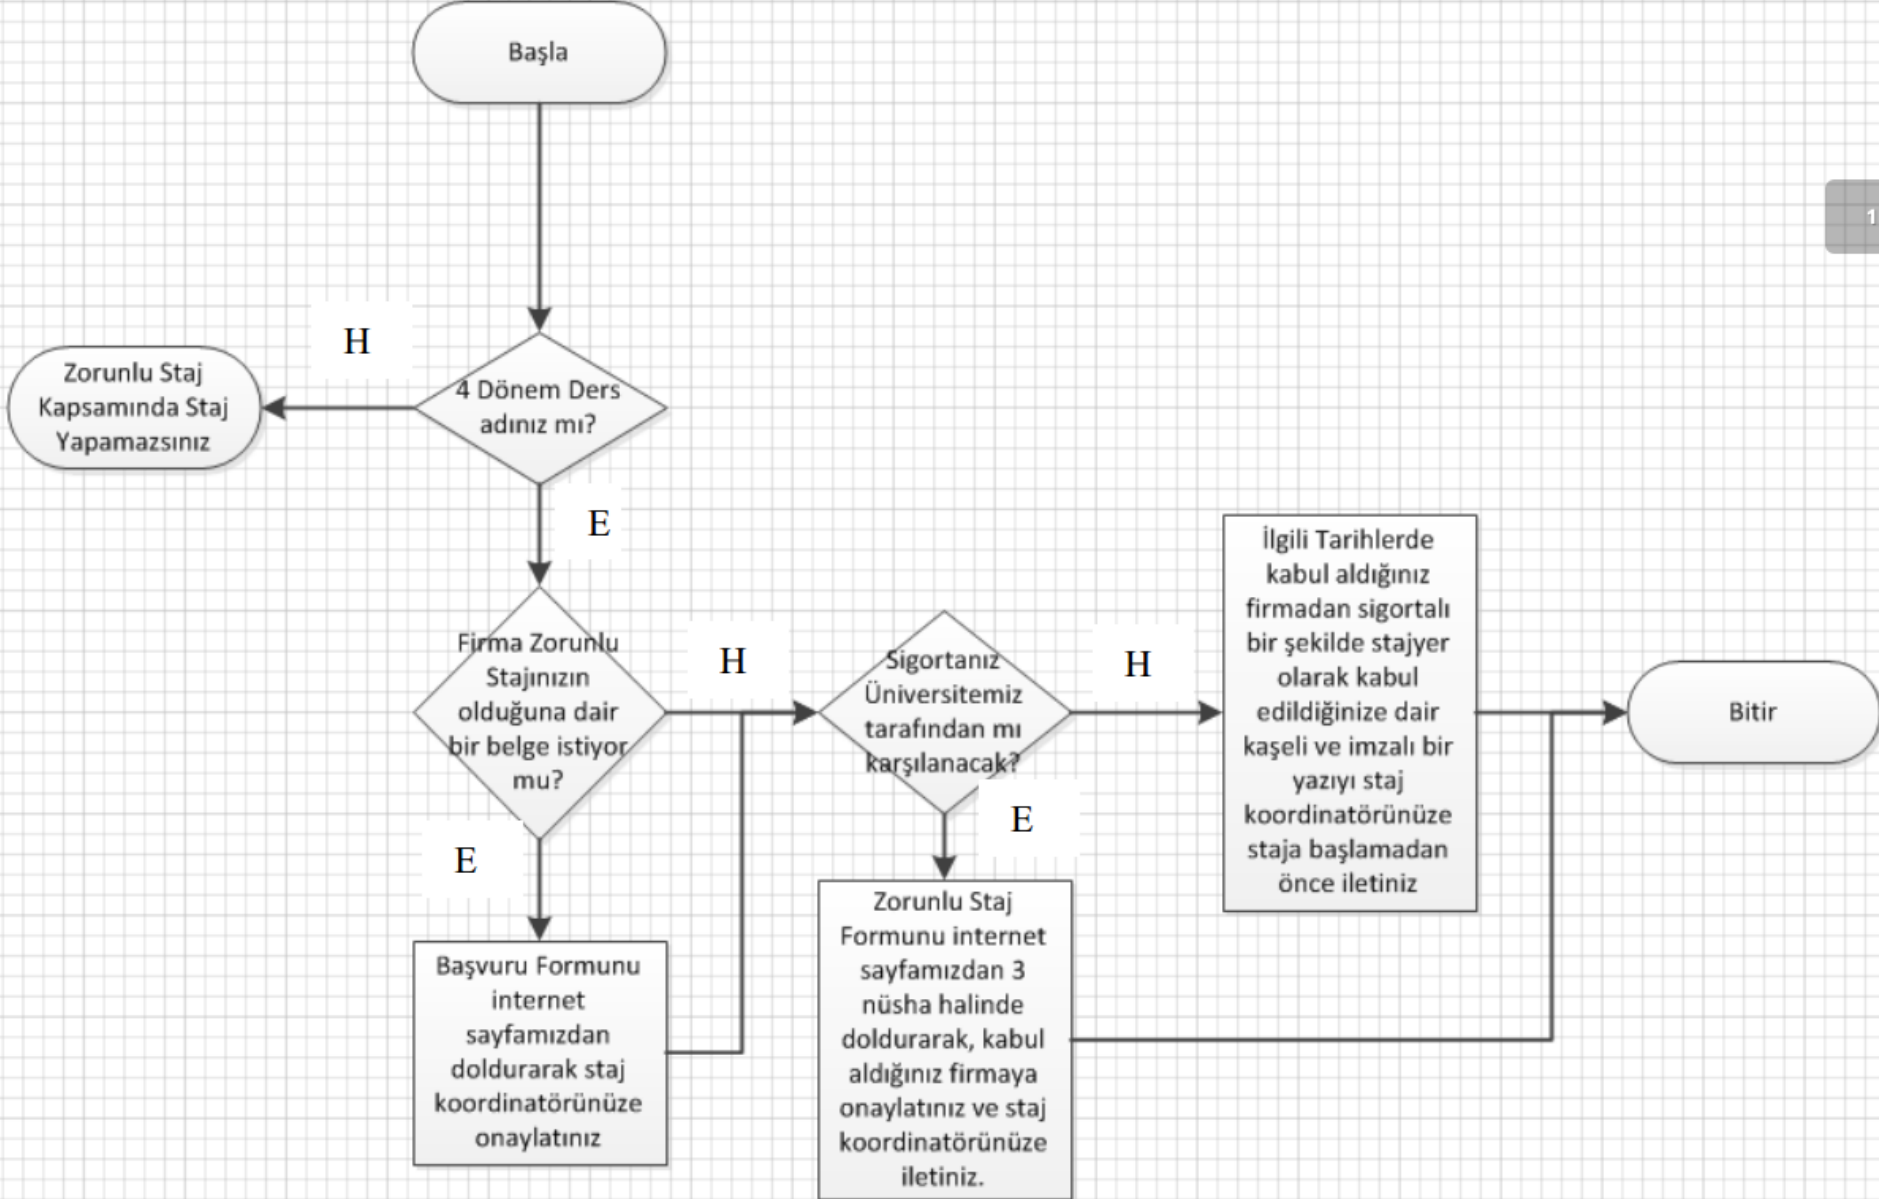 Başla
1
H
Zorunlu Staj
Kapsamında Staj
Yapamazsınız
4 Dönem Ders
adınız mı?
E
Firma Zorunlu
Stajınızın
olduğuna dair
bir belge istiyor
mu?
H
Sigortanız
Üniversitemiz
tarafından mı
karşılanacak?
H
İlgili Tarihlerde
kabul aldığınız
firmadan sigortalı
bir şekilde stajyer
olarak kabul
edildiğinize dair
kaşeli ve imzalı bir
yazıyı staj
koordinatörünüze
staja başlamadan
önce iletiniz
Bitir
E
E
Başvuru Formunu
internet
sayfamızdan
doldurarak staj
koordinatörünüze
onaylatınız
Zorunlu Staj
Formunu internet
sayfamızdan 3
nüsha halinde
doldurarak, kabul
aldığınız firmaya
onaylatınız ve staj
koordinatörünüze
iletiniz.